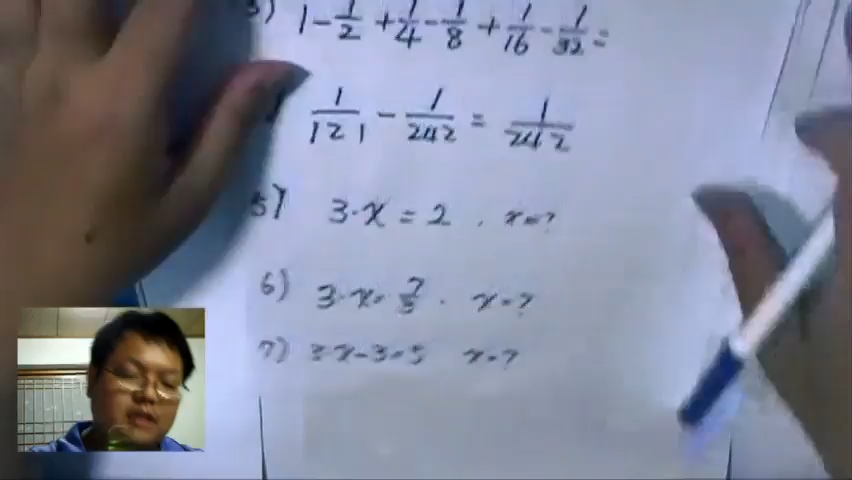 3) 1 - 1/2 + 1/4 - 1/8 + 1/16 - 1/32 =
1/121 - 1/242 = 1/242
5) 3·x = 2 , x = ?
6) 3·x = 7/5 . x = ?
7) 3·x - 3 = 5 x = ?